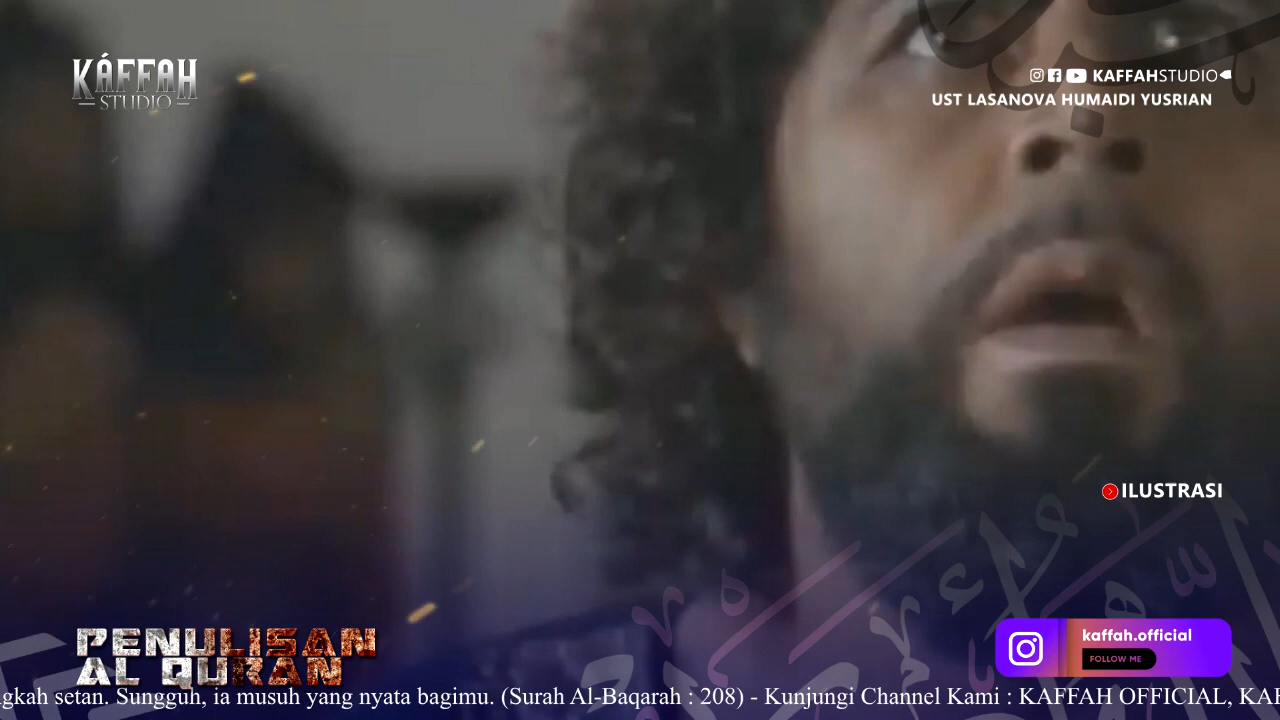 KÁFFAH
STUDIO
KAFFAHSTUDIO
UST LASANOVA HUMAIDI YUSRIAN
ILUSTRASI
kaffah.official
FOLLOW ME
PENULISAN
AL QURAN
gkah setan. Sungguh, ia musuh yang nyata bagimu. (Surah Al-Baqarah : 208) - Kunjungi Channel Kami : KAFFAH OFFICIAL, KAF